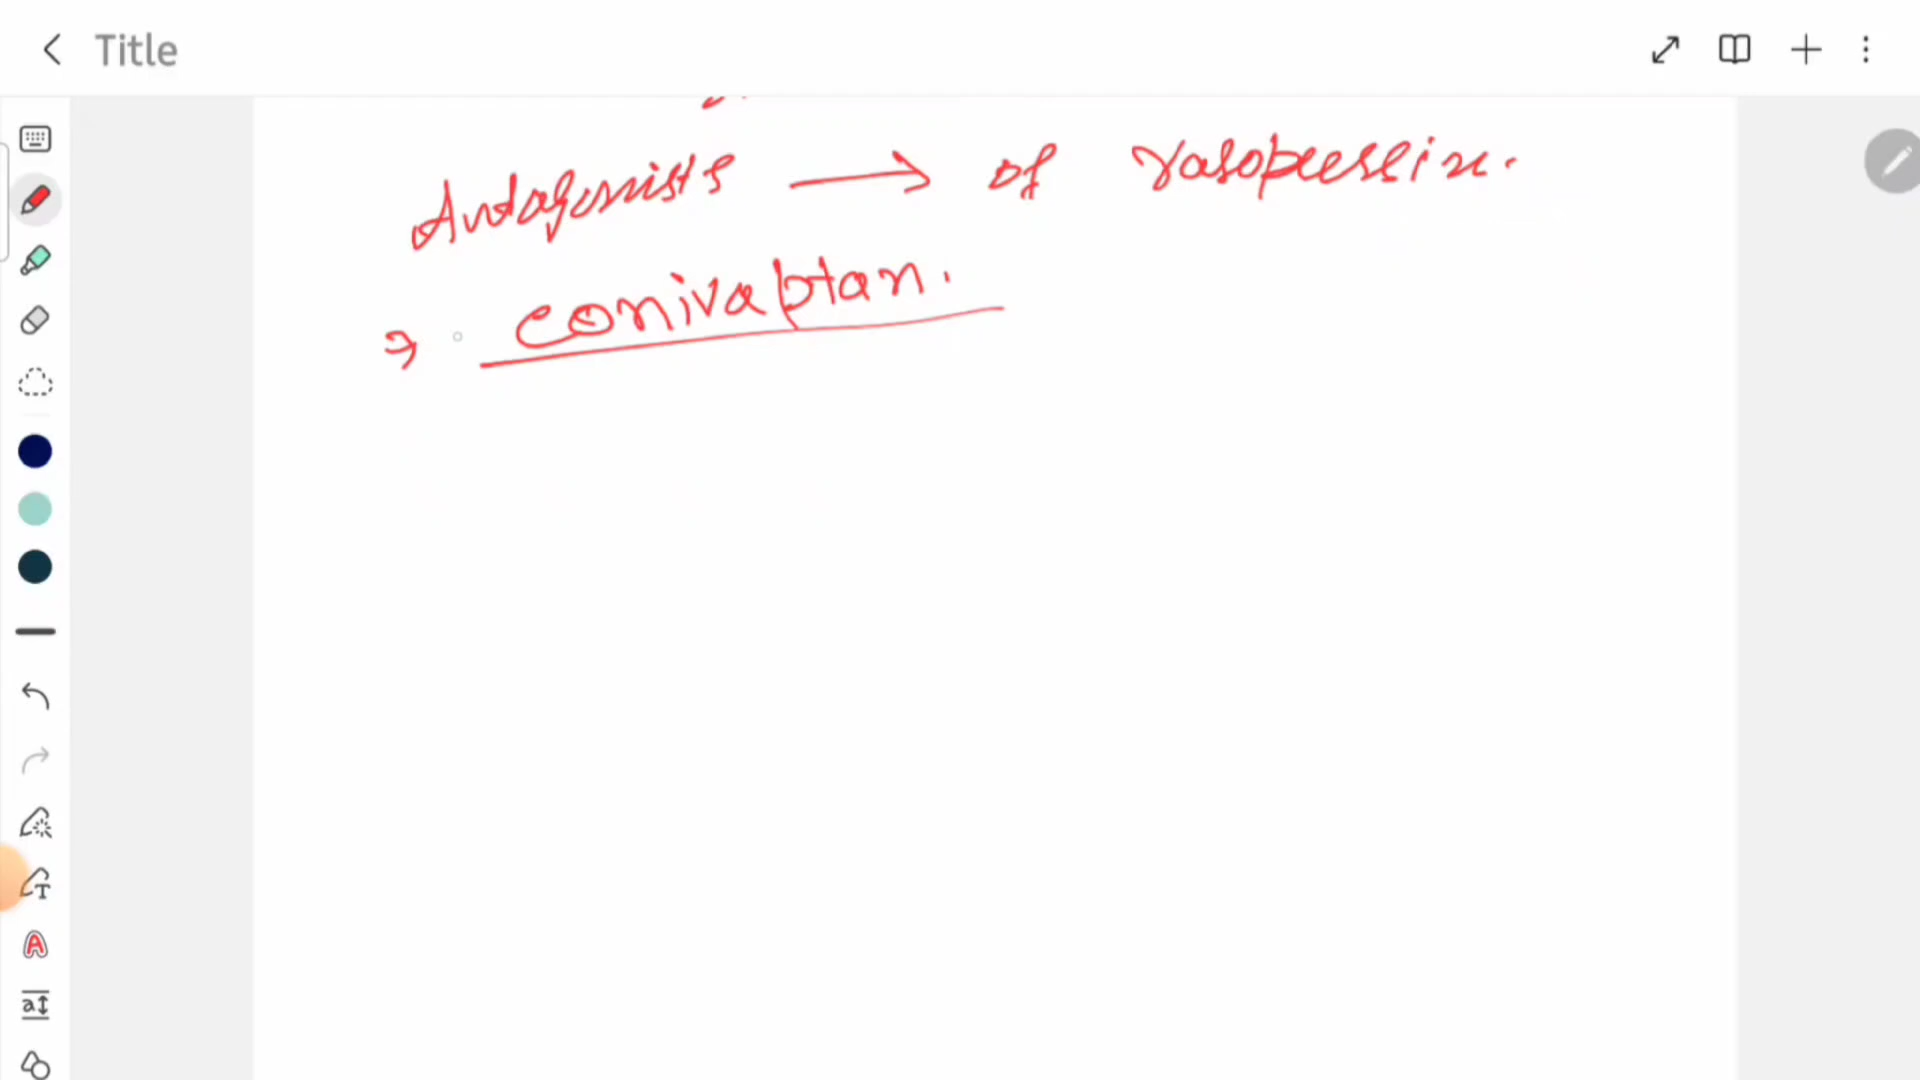 Title
Antagonists → of vasopressin.
→ conivaptan.
A
a
T